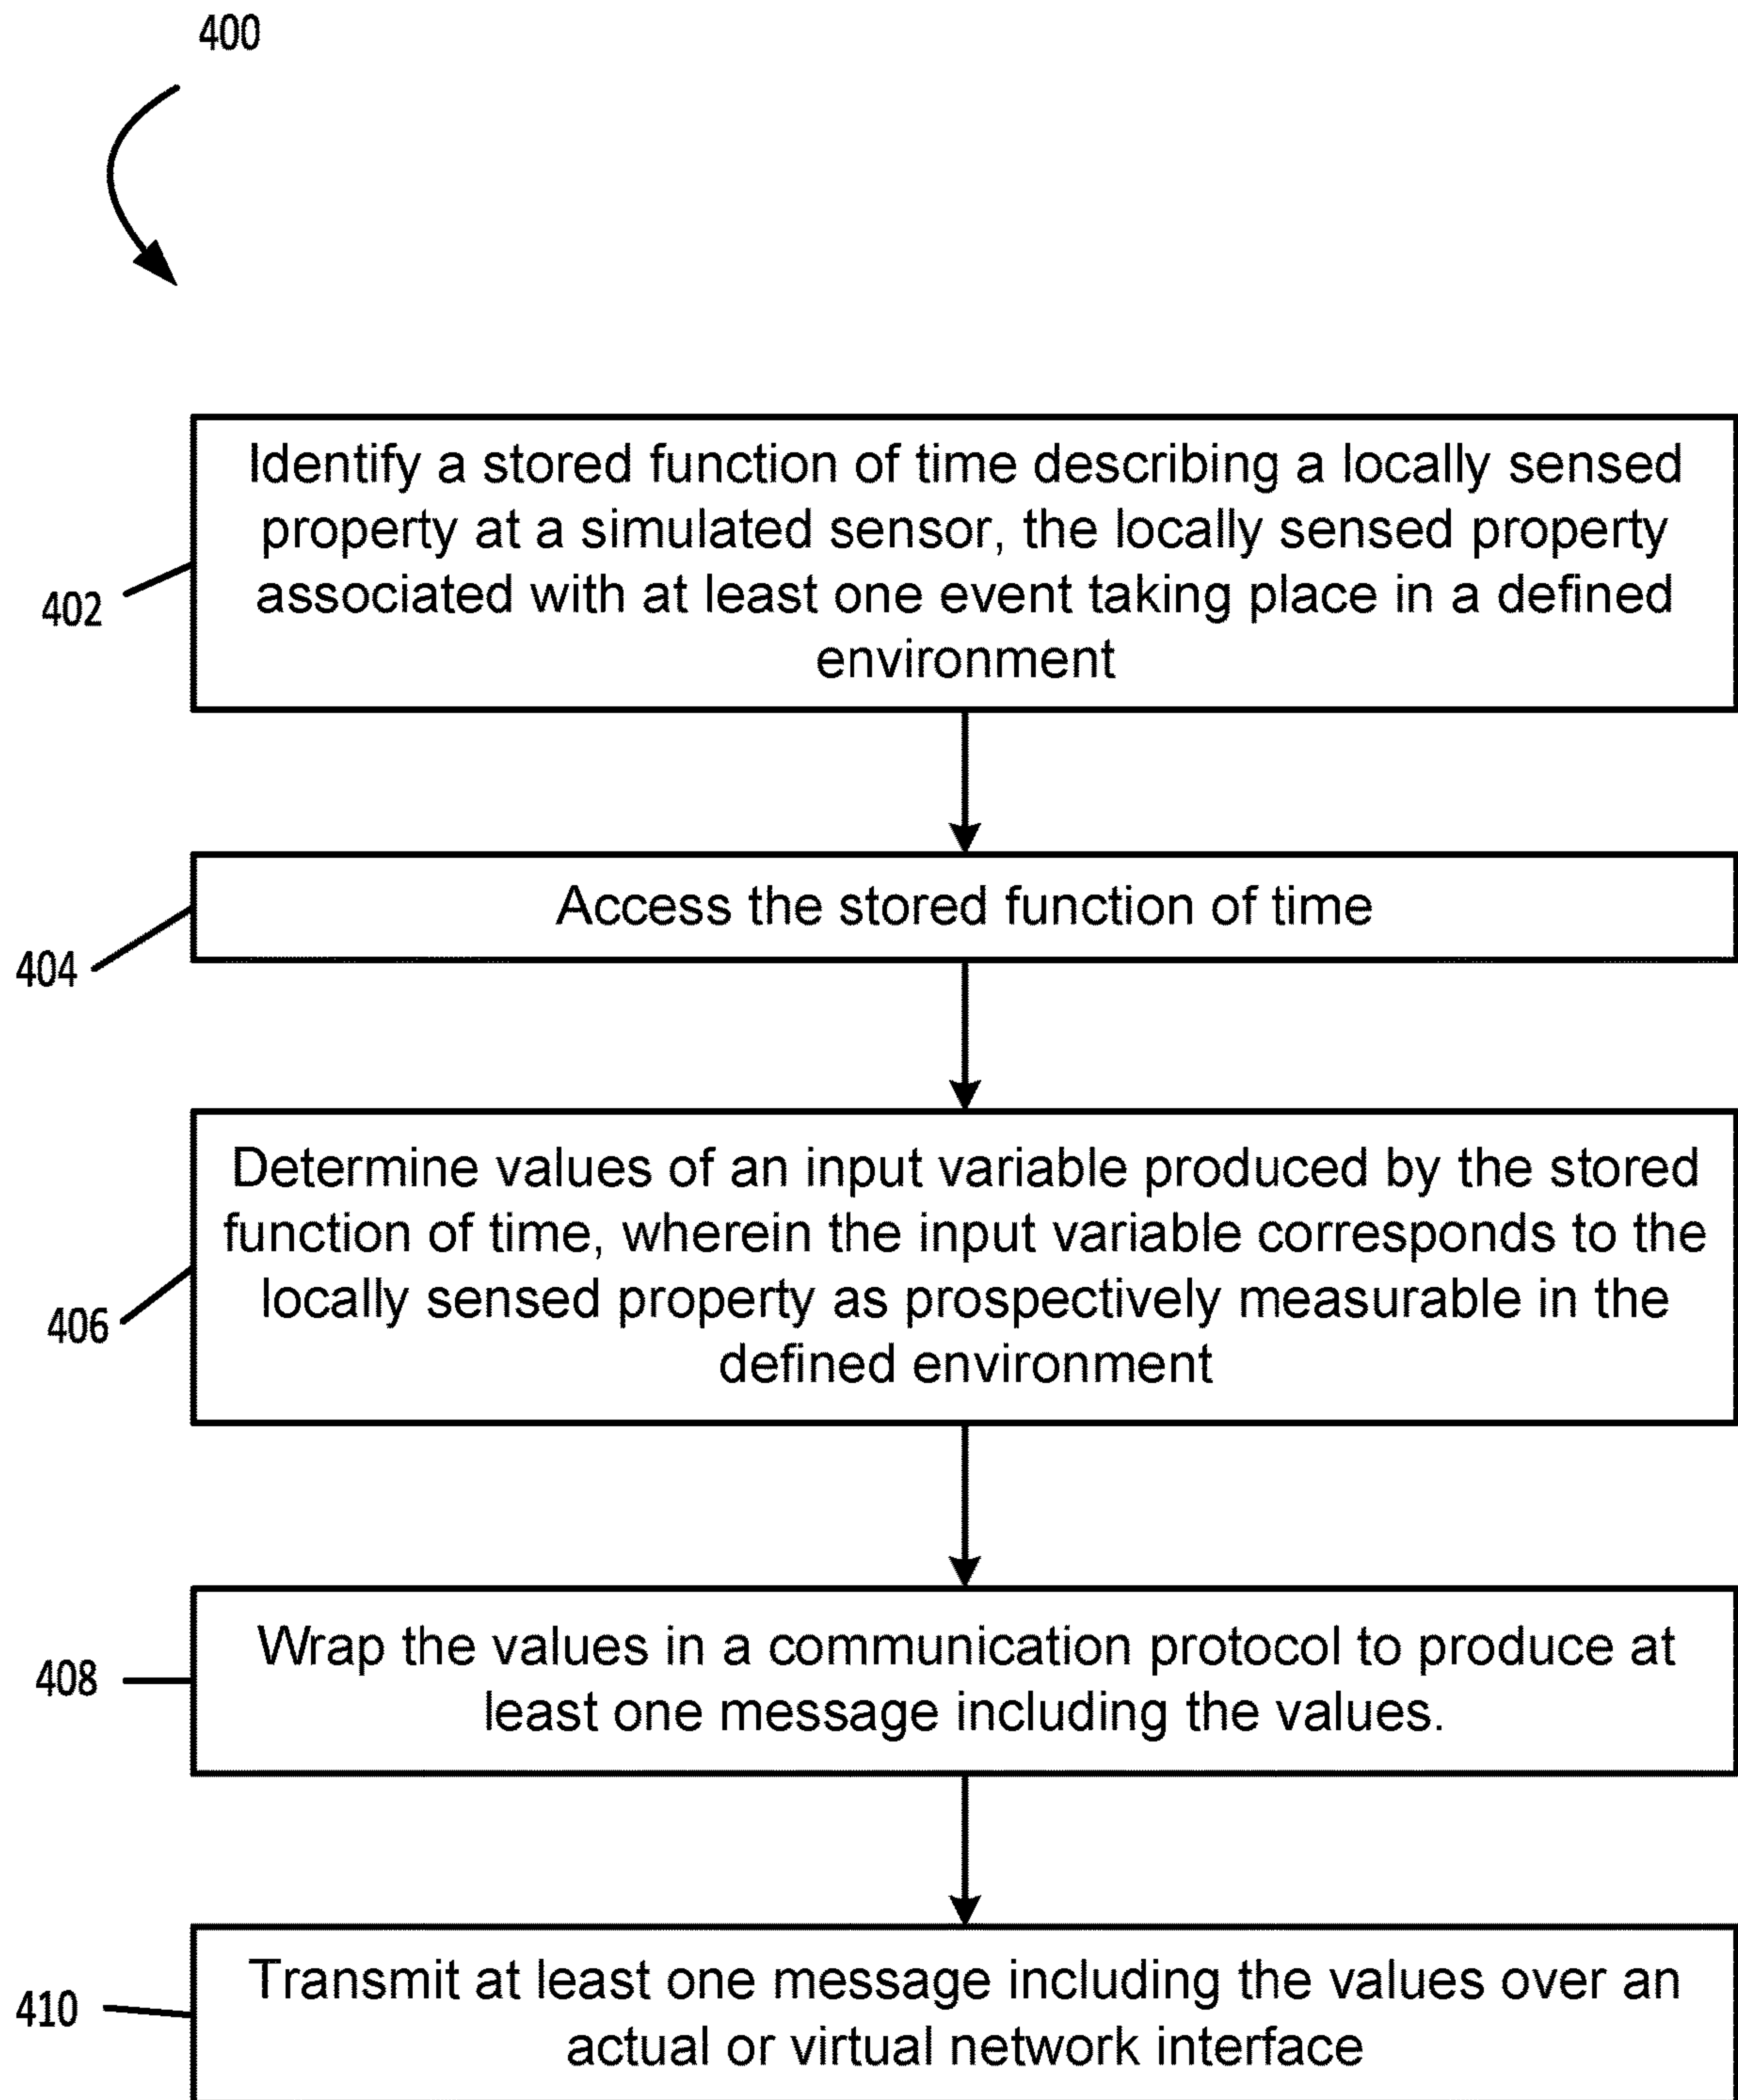 400
Identify a stored function of time describing a locally sensed
property at a simulated sensor, the locally sensed property
associated with at least one event taking place in a defined
environment
402
Access the stored function of time
404
Determine values of an input variable produced by the stored
function of time, wherein the input variable corresponds to the
locally sensed property as prospectively measurable in the
defined environment
406
Wrap the values in a communication protocol to produce at
least one message including the values.
408
Transmit at least one message including the values over an
actual or virtual network interface
410